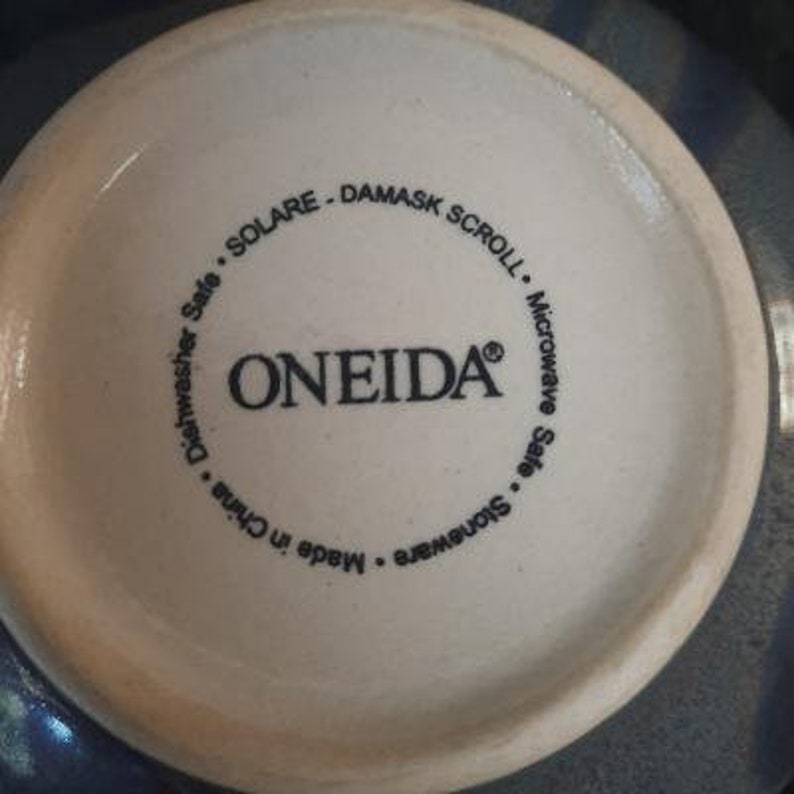 SOLARE - DAMASK SCROLL • Microwave Safe • Stoneware • Made in China • Dishwasher Safe •
ONEIDA®